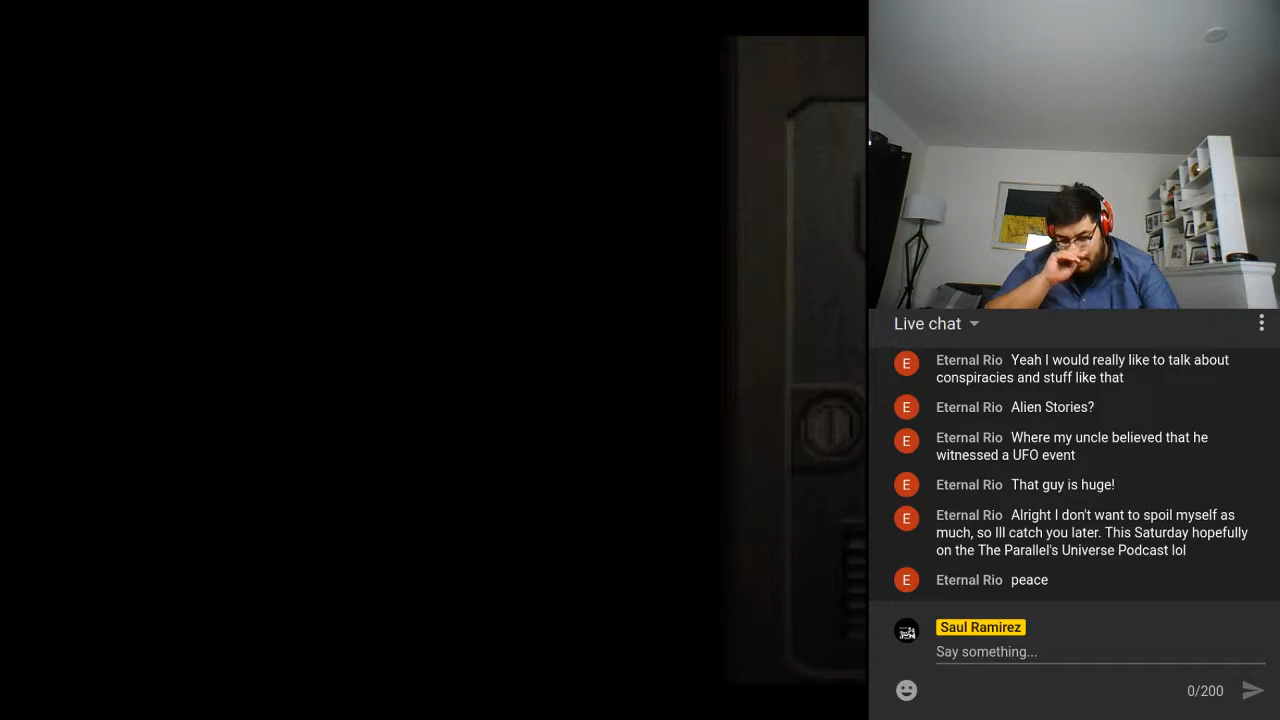 Live chat
Eternal Rio Yeah I would really like to talk about
conspiracies and stuff like that
E
Eternal Rio Alien Stories?
E
Eternal Rio Where my uncle believed that he
witnessed a UFO event
E
Eternal Rio That guy is huge!
E
Eternal Rio Alright I don't want to spoil myself as
much, so Ill catch you later. This Saturday hopefully
on the The Parallel's Universe Podcast lol
E
Eternal Rio peace
E
Saul Ramirez
Say something...
0/200